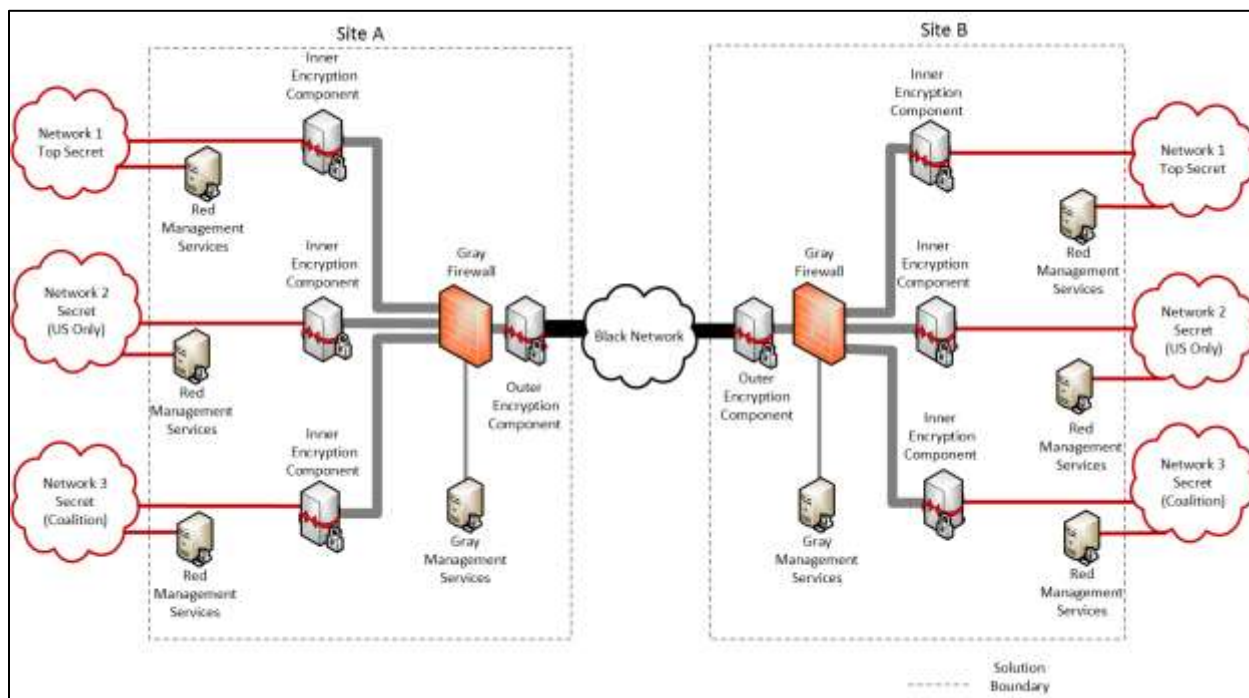 Site A
Site B
Inner
Encryption
Component
Inner
Encryption
Component
Network 1
Top Secret
Network 1
Top Secret
Red
Management
Services
Red
Management
Services
Inner
Encryption
Component
Gray
Firewall
Gray
Firewall
Inner
Encryption
Component
Network 2
Secret
(US Only)
Network 2
Secret
(US Only)
Black Network
Red
Management
Services
Outer
Encryption
Component
Outer
Encryption
Component
Red
Management
Services
Inner
Encryption
Component
Inner
Encryption
Component
Network 3
Secret
(Coalition)
Network 3
Secret
(Coalition)
Red
Management
Services
Gray
Management
Services
Gray
Management
Services
Red
Management
Services
Solution
Boundary